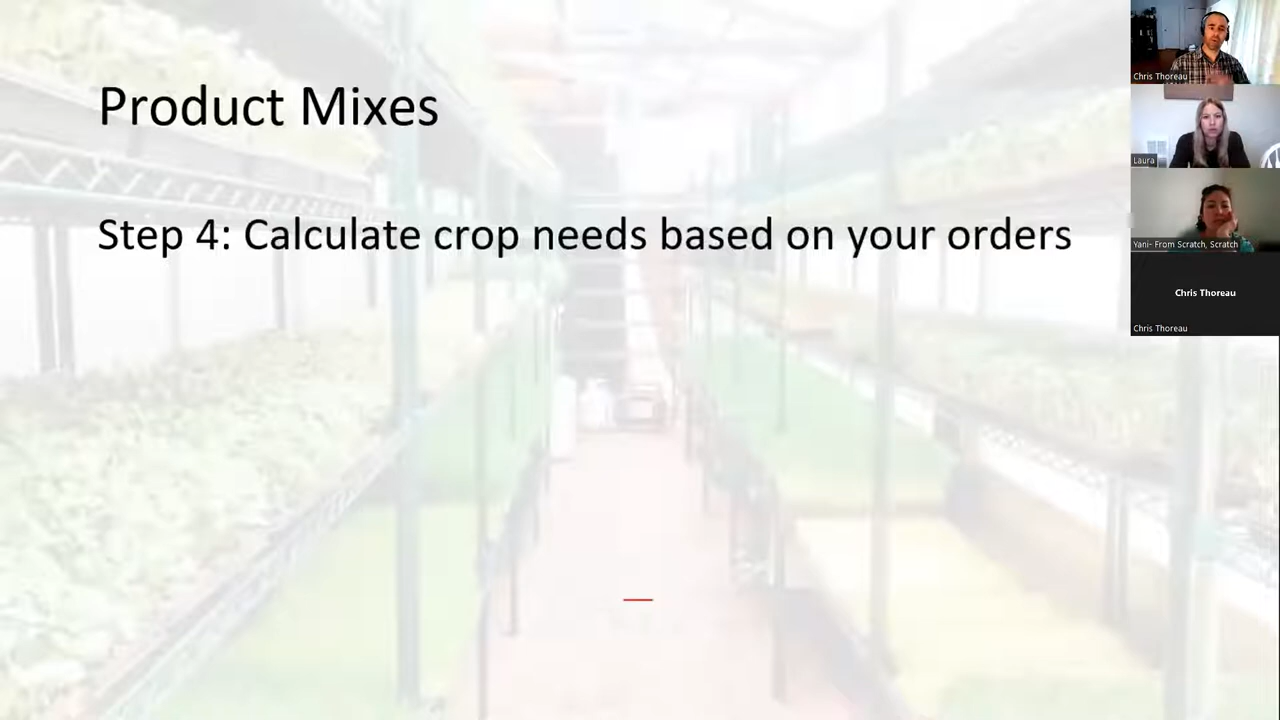 Product Mixes
Step 4: Calculate crop needs based on your orders
Chris Thoreau
Laura
Yani- From Scratch, Scratch
Chris Thoreau
Chris Thoreau